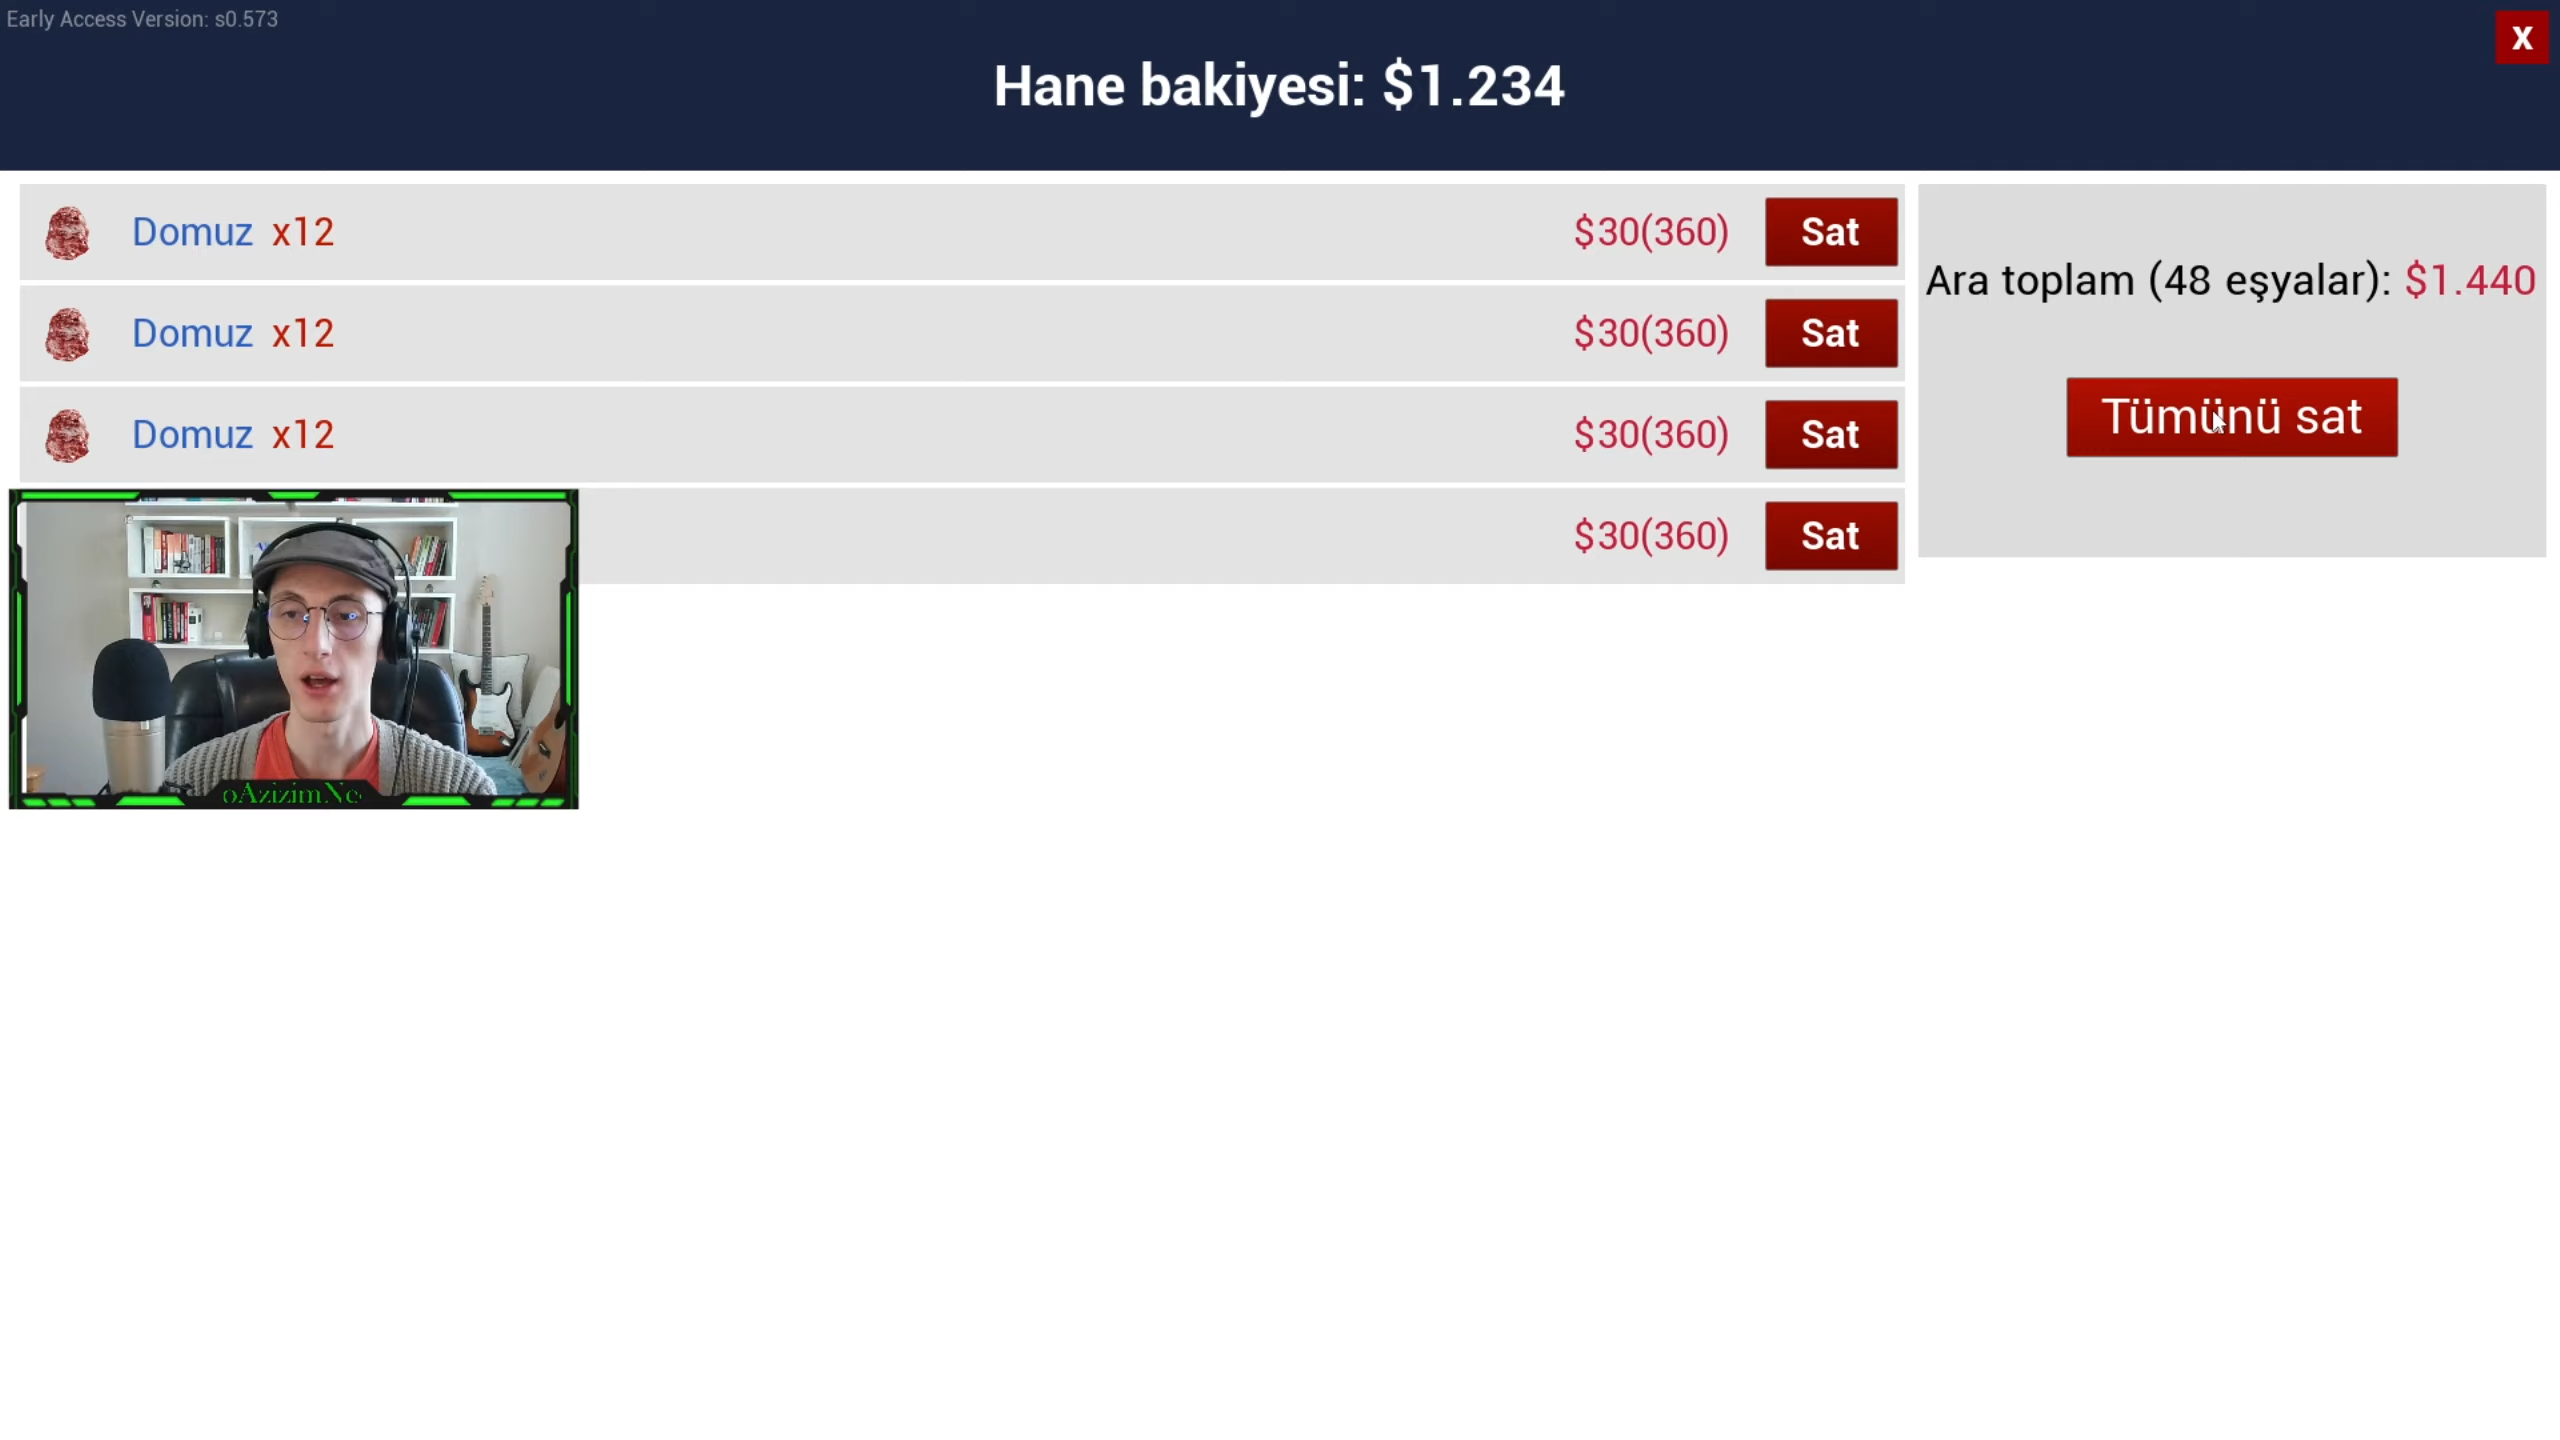 Early Access Version: s0.573
X
Hane bakiyesi: $1.234
Domuz x12 $30(360) Sat
Domuz x12 $30(360) Sat
Domuz x12 $30(360) Sat
$30(360) Sat
Ara toplam (48 eşyalar): $1.440
Tümünü sat
oAzizimNe